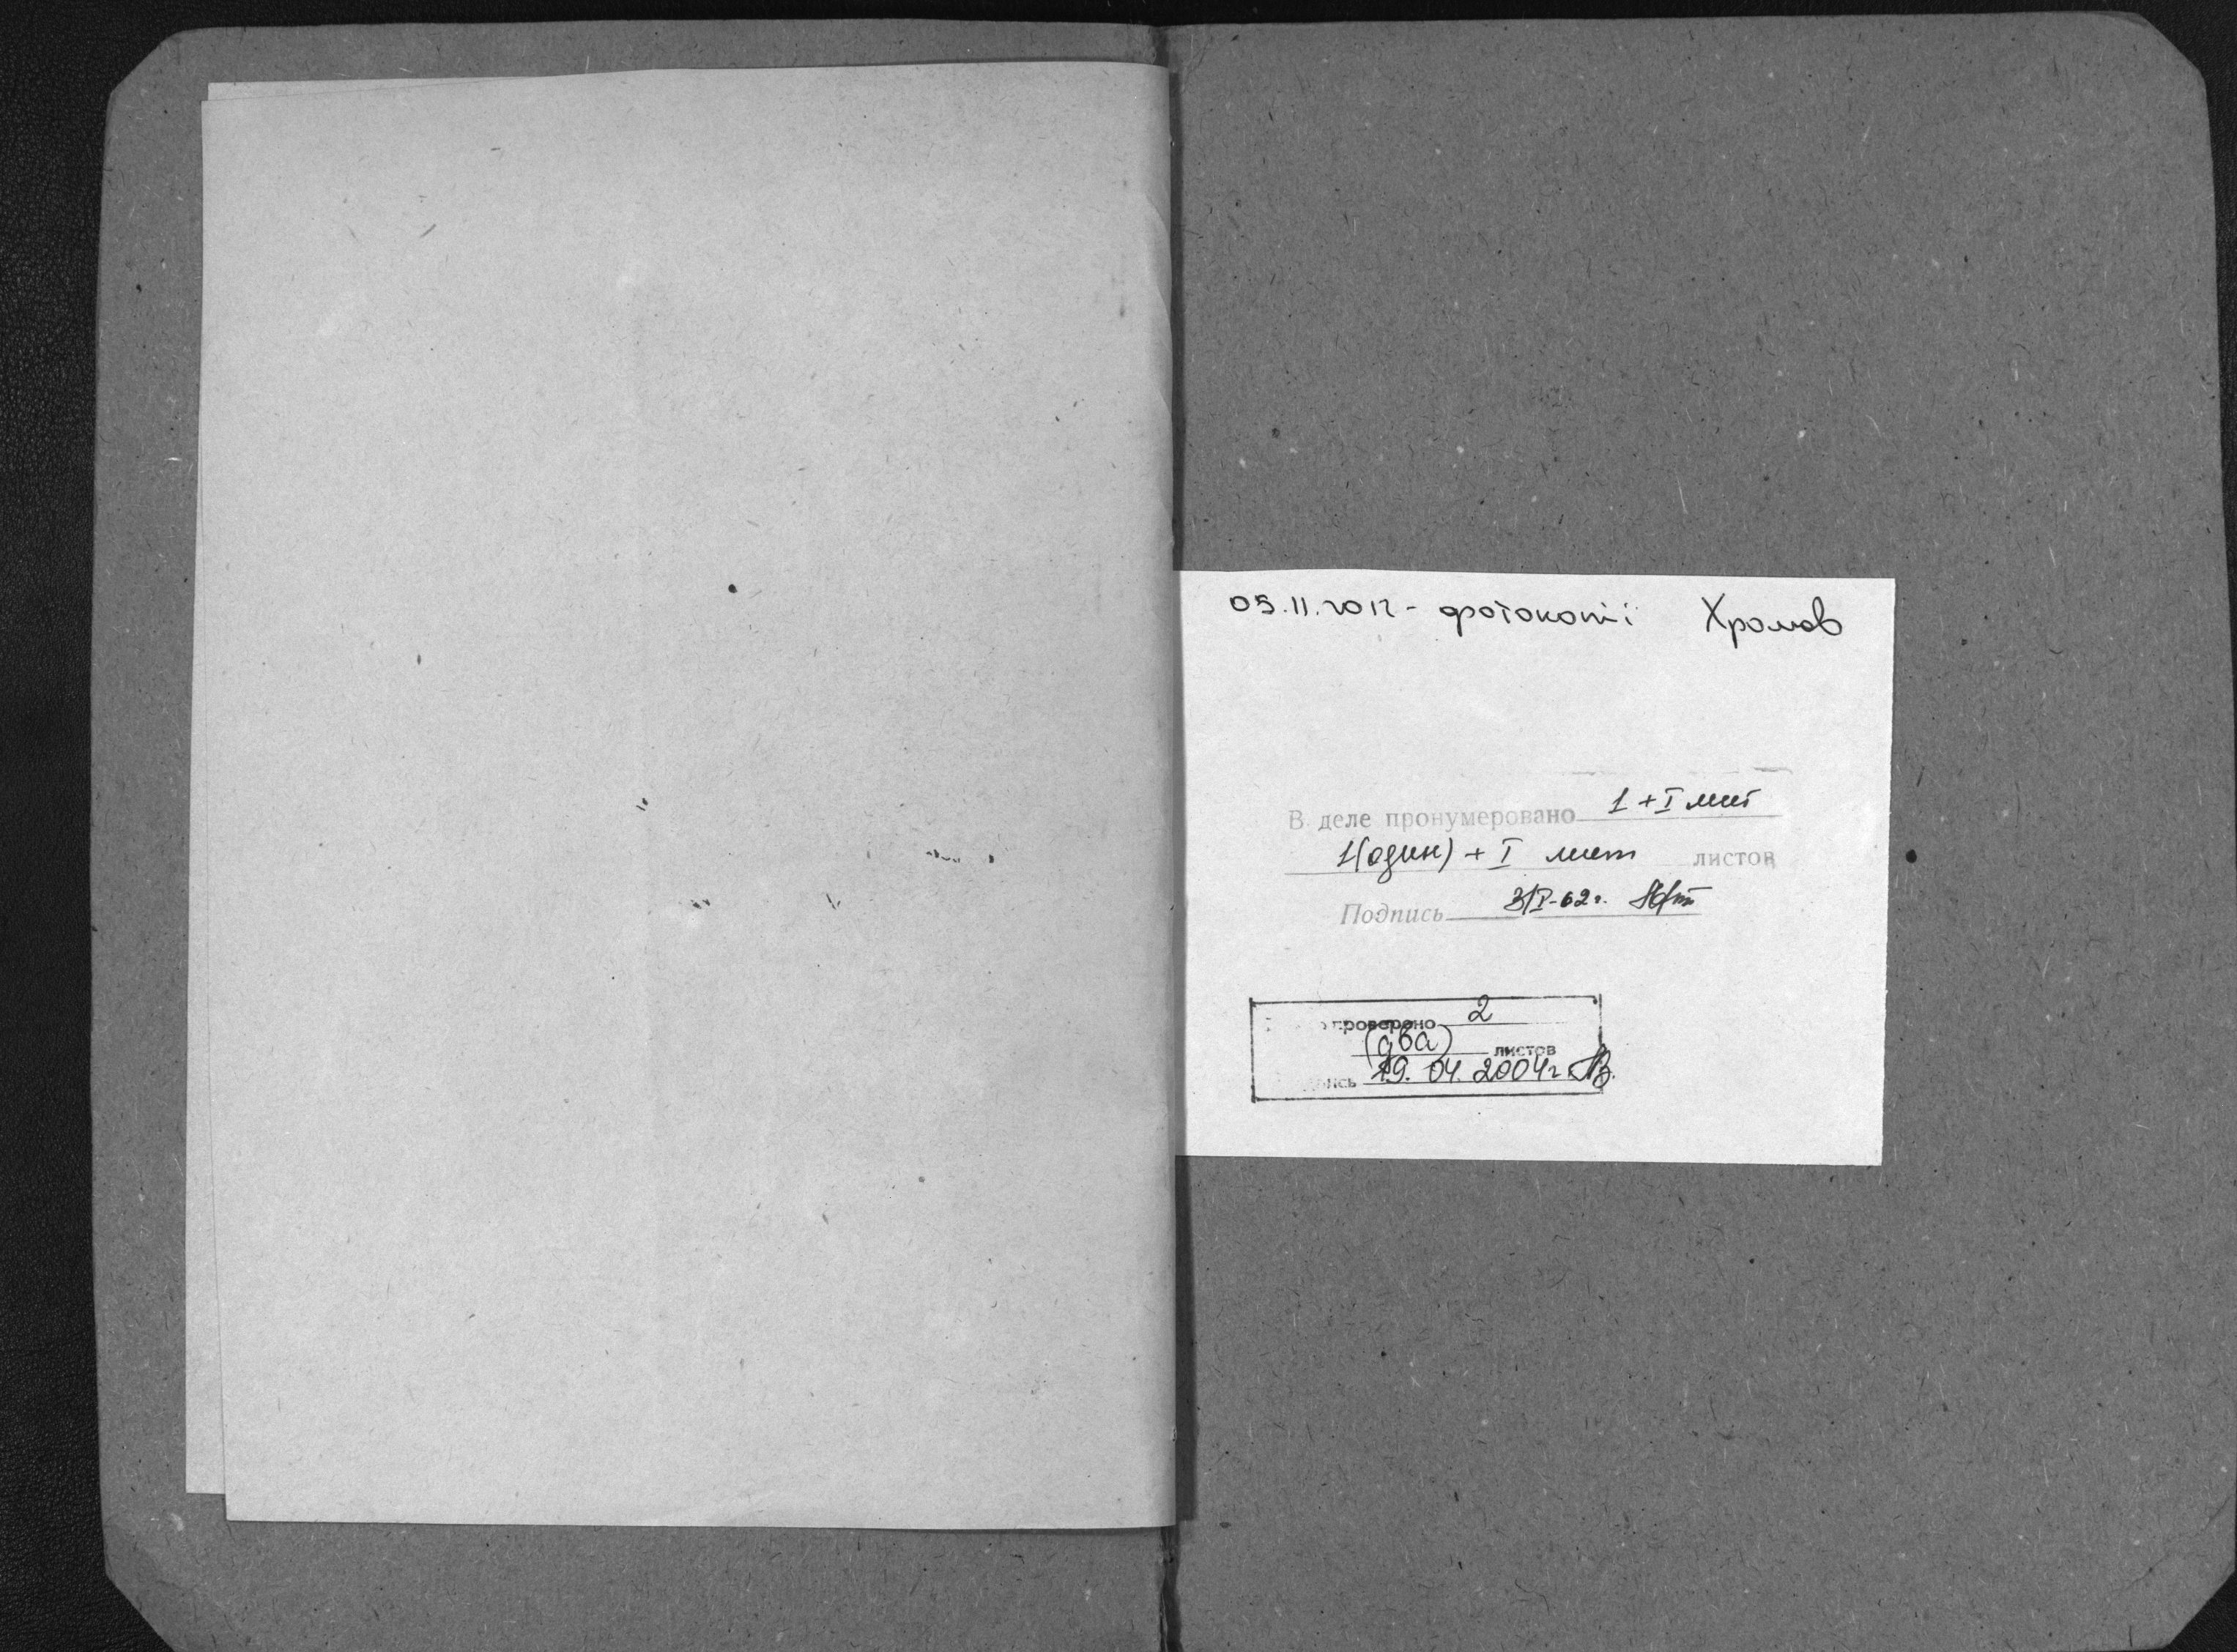 05.11.2012 - фотокопії Хромов
В деле пронумеровано 1 + I лист
1(один) + I лист листов
Подпись 3/I-62г.
проверено 2
(два) листов
19.04.2004г.